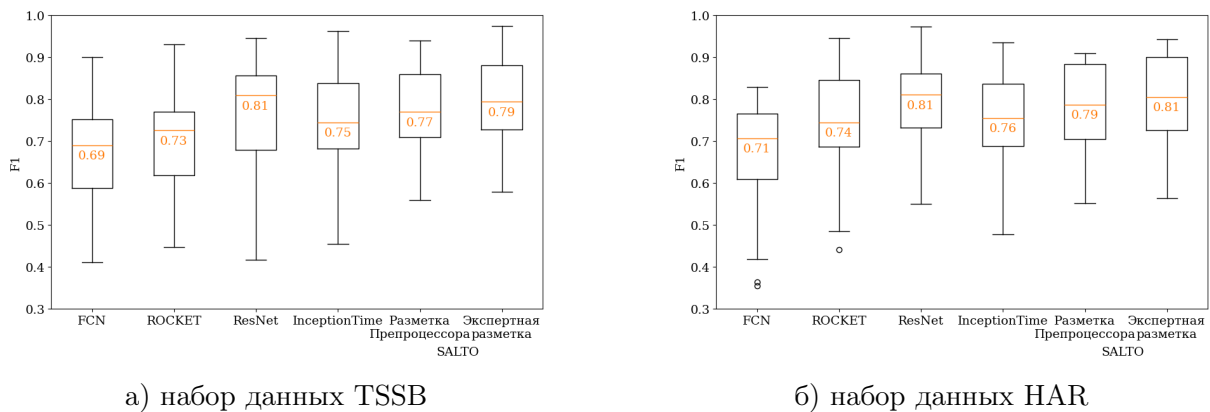 1.0
0.9
0.8
0.7
0.6
0.5
0.4
0.3
F1
0.69
0.73
0.81
0.75
0.77
0.79
FCN ROCKET ResNet InceptionTime Разметка Экспертная
Препроцессора разметка
SALTO
а) набор данных TSSB
1.0
0.9
0.8
0.7
0.6
0.5
0.4
0.3
F1
0.71
0.74
0.81
0.76
0.79
0.81
FCN ROCKET ResNet InceptionTime Разметка Экспертная
Препроцессора разметка
SALTO
б) набор данных HAR